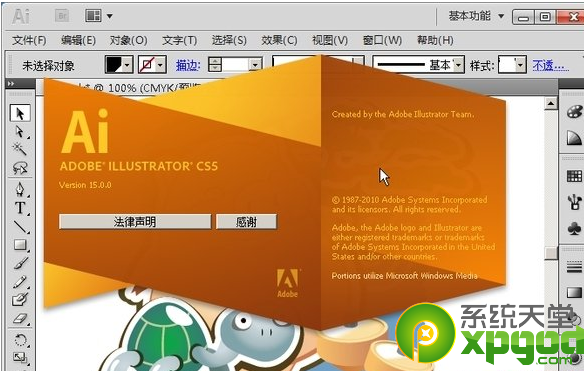 Ai Br 基本功能
文件(F) 编辑(E) 对象(O) 文字(T) 选择(S) 效果(C) 视图(V) 窗口(W) 帮助(H)
未选择对象 描边: 基本 样式: 不透...
* @ 100% (CMYK/预览
Ai
ADOBE® ILLUSTRATOR® CS5
Version 15.0.0
法律声明 感谢
Adobe
Created by the Adobe Illustrator Team.
© 1987-2010 Adobe Systems Incorporated
and its licensors. All rights reserved.
Adobe, the Adobe logo and Illustrator are
either registered trademarks or trademarks
of Adobe Systems Incorporated in the United
States and/or other countries.
Portions utilize Microsoft Windows Media
T
系统天堂
xpgod